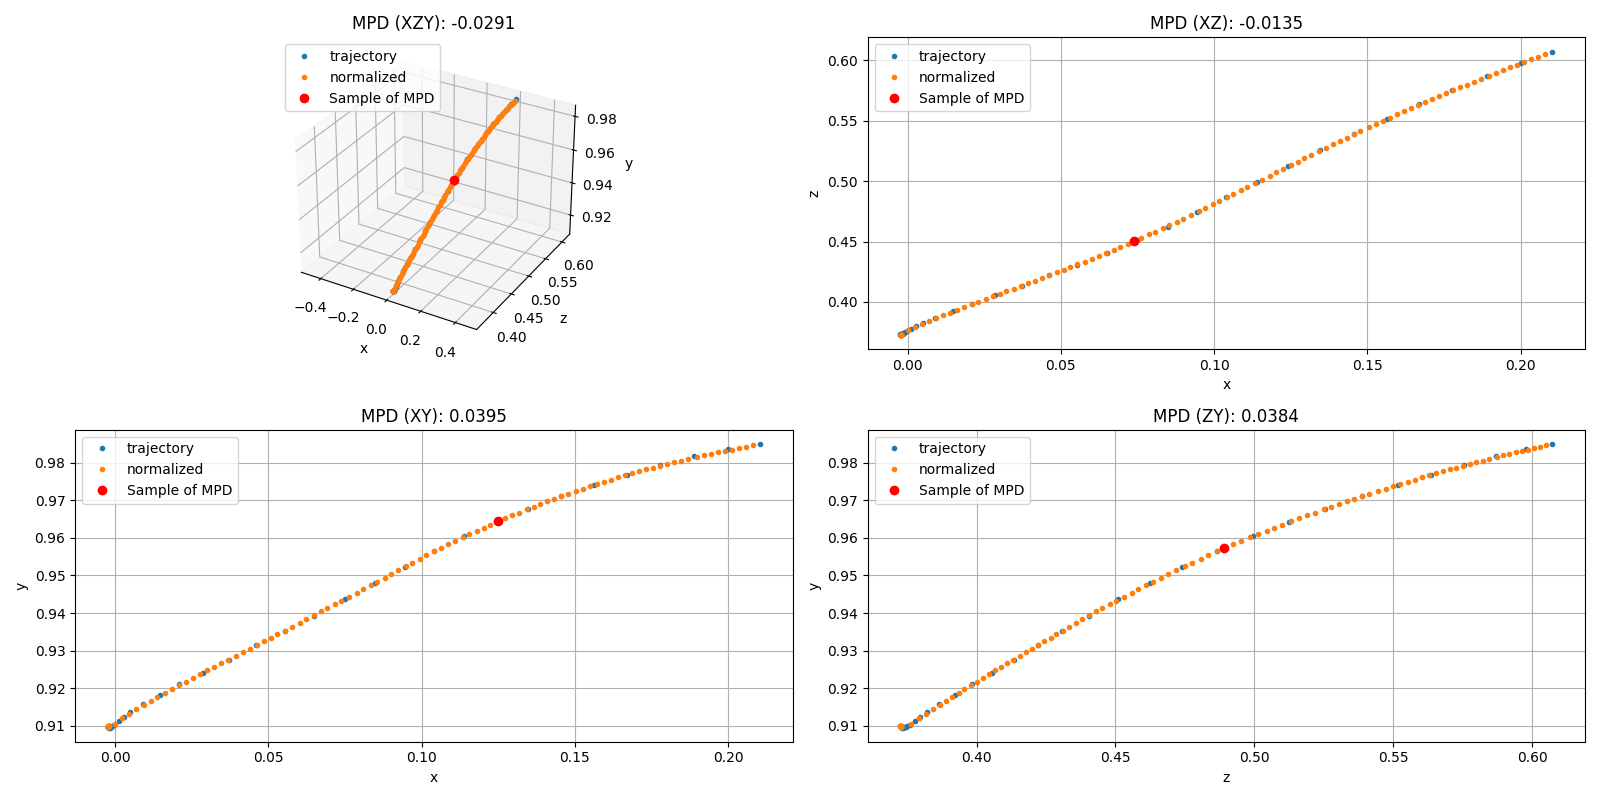 MPD (XZY): -0.0291
trajectory
normalized
Sample of MPD
0.98
0.96
0.94
0.92
y
0.60
0.55
0.50
0.45
0.40
z
−0.4
−0.2
0.0
0.2
0.4
x
MPD (XZ): -0.0135
trajectory
normalized
Sample of MPD
0.60
0.55
0.50
0.45
0.40
z
0.00 0.05 0.10 0.15 0.20
x
MPD (XY): 0.0395
trajectory
normalized
Sample of MPD
0.98
0.97
0.96
0.95
0.94
0.93
0.92
0.91
y
0.00 0.05 0.10 0.15 0.20
x
MPD (ZY): 0.0384
trajectory
normalized
Sample of MPD
0.98
0.97
0.96
0.95
0.94
0.93
0.92
0.91
y
0.40 0.45 0.50 0.55 0.60
z